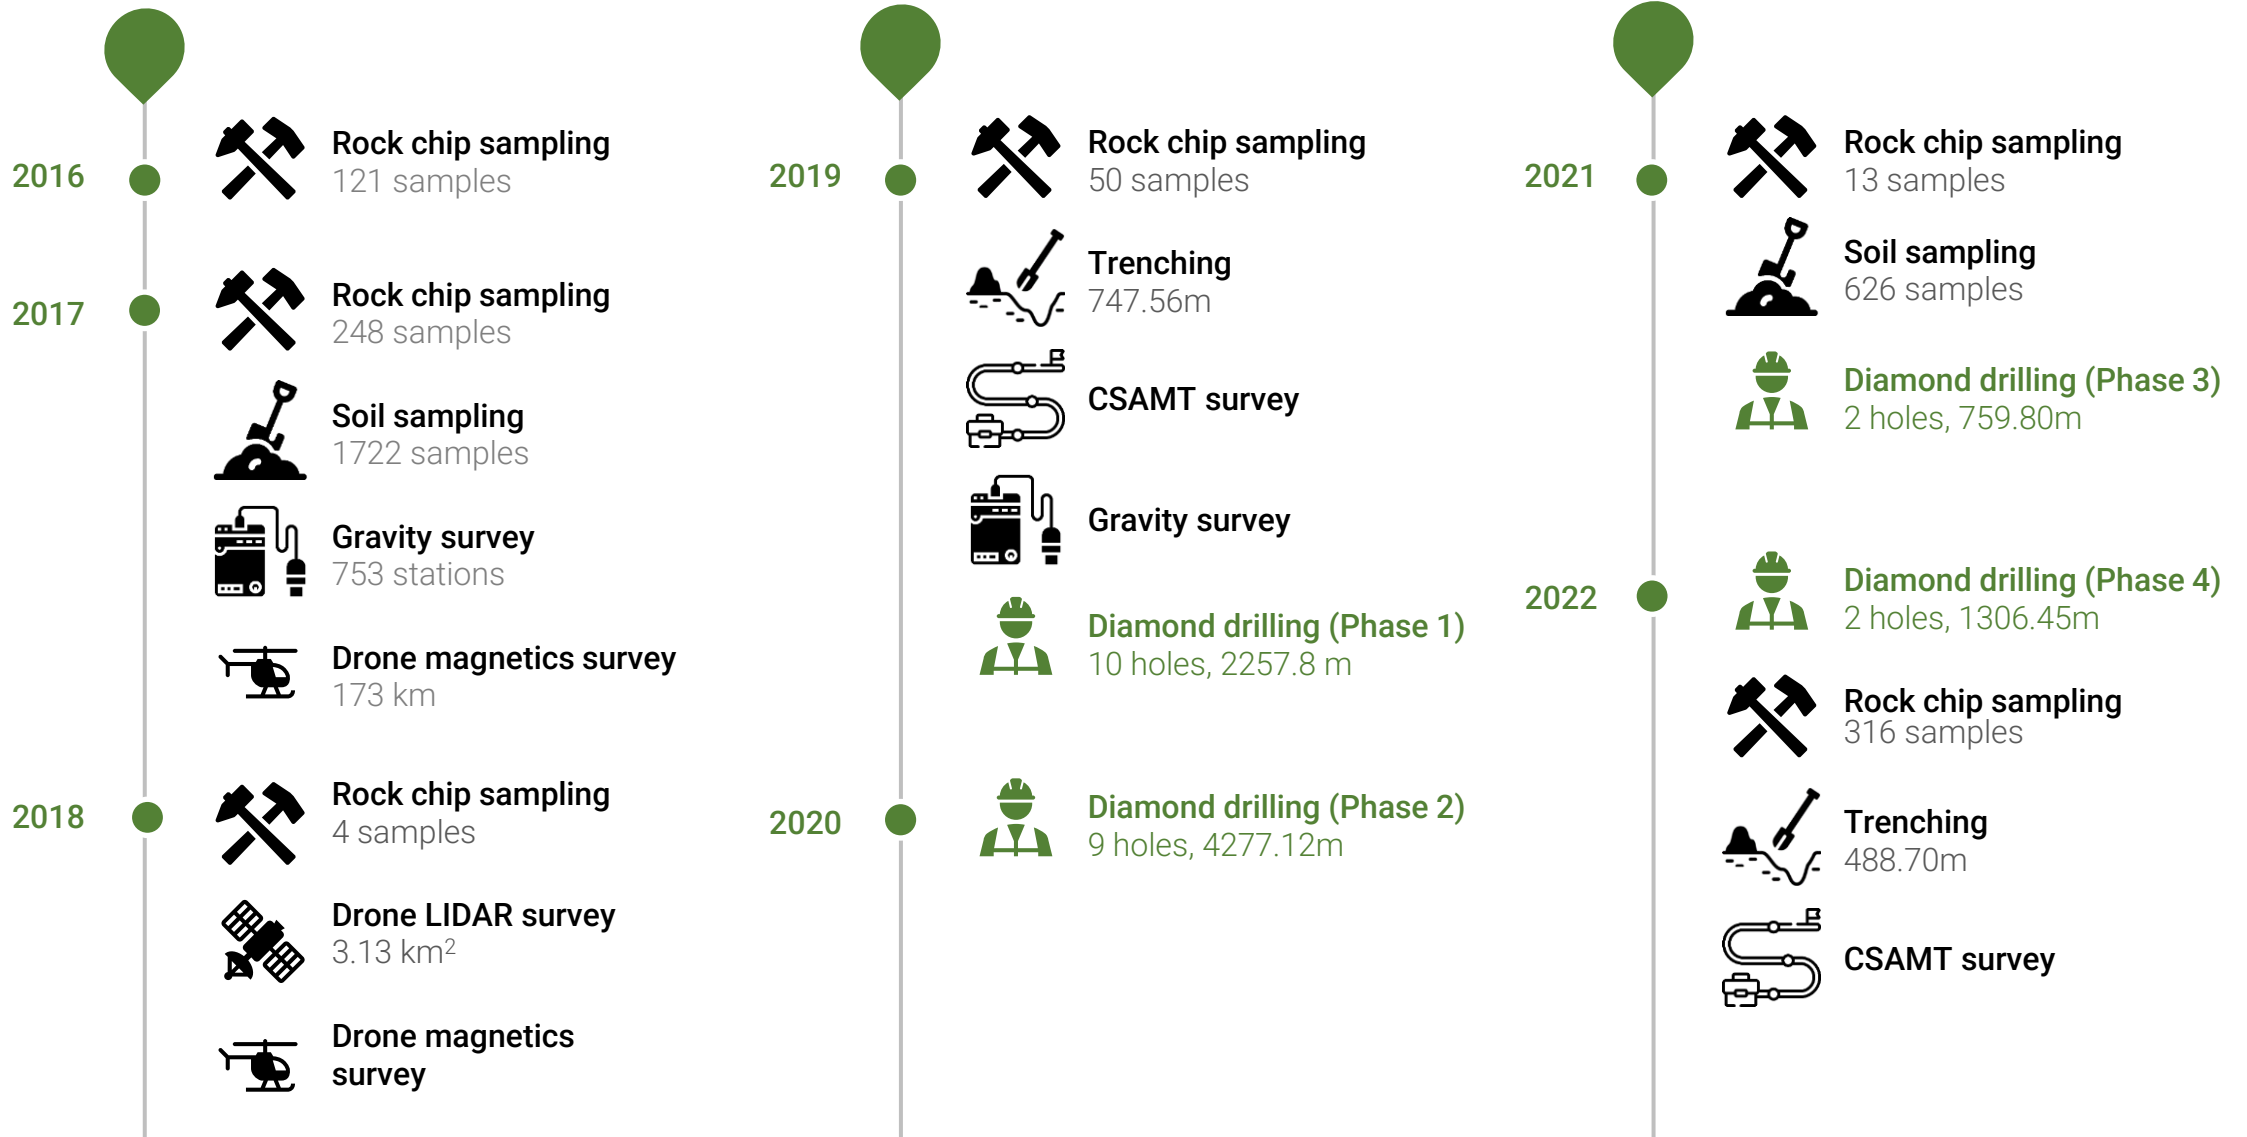 2016
Rock chip sampling
121 samples
2017
Rock chip sampling
248 samples
Soil sampling
1722 samples
Gravity survey
753 stations
Drone magnetics survey
173 km
2018
Rock chip sampling
4 samples
Drone LIDAR survey
3.13 km²
Drone magnetics
survey
2019
Rock chip sampling
50 samples
Trenching
747.56m
CSAMT survey
Gravity survey
Diamond drilling (Phase 1)
10 holes, 2257.8 m
2020
Diamond drilling (Phase 2)
9 holes, 4277.12m
2021
Rock chip sampling
13 samples
Soil sampling
626 samples
Diamond drilling (Phase 3)
2 holes, 759.80m
2022
Diamond drilling (Phase 4)
2 holes, 1306.45m
Rock chip sampling
316 samples
Trenching
488.70m
CSAMT survey